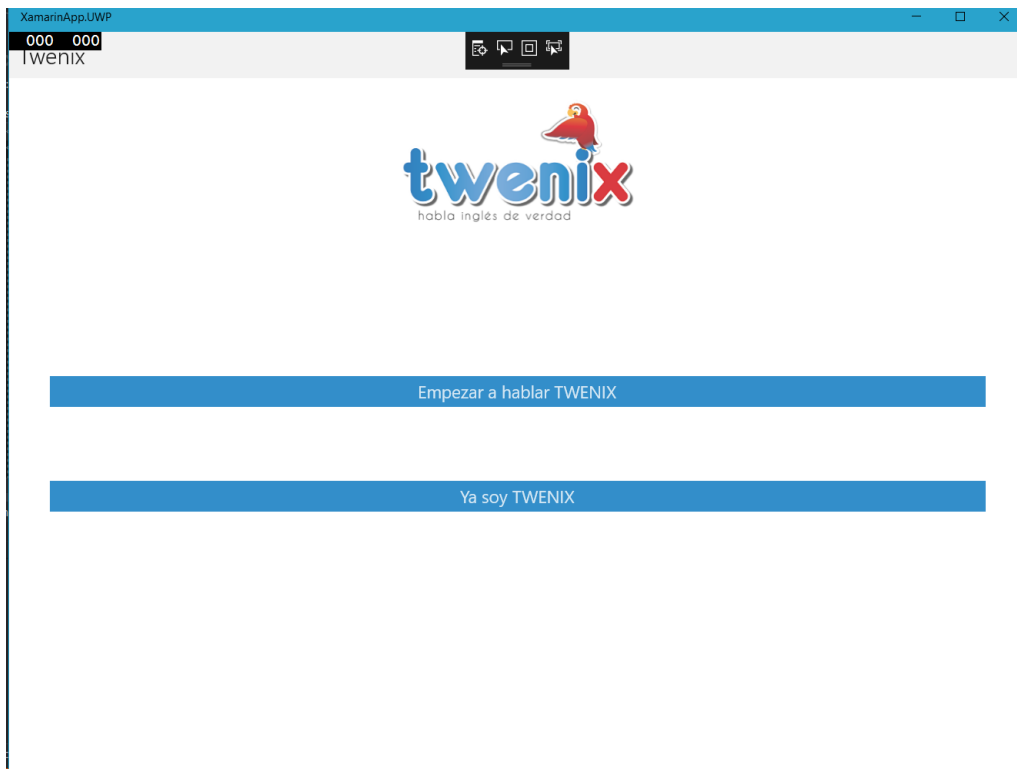 XamarinApp.UWP
000 000
Twenix
twenix
habla inglés de verdad
Empezar a hablar TWENIX
Ya soy TWENIX